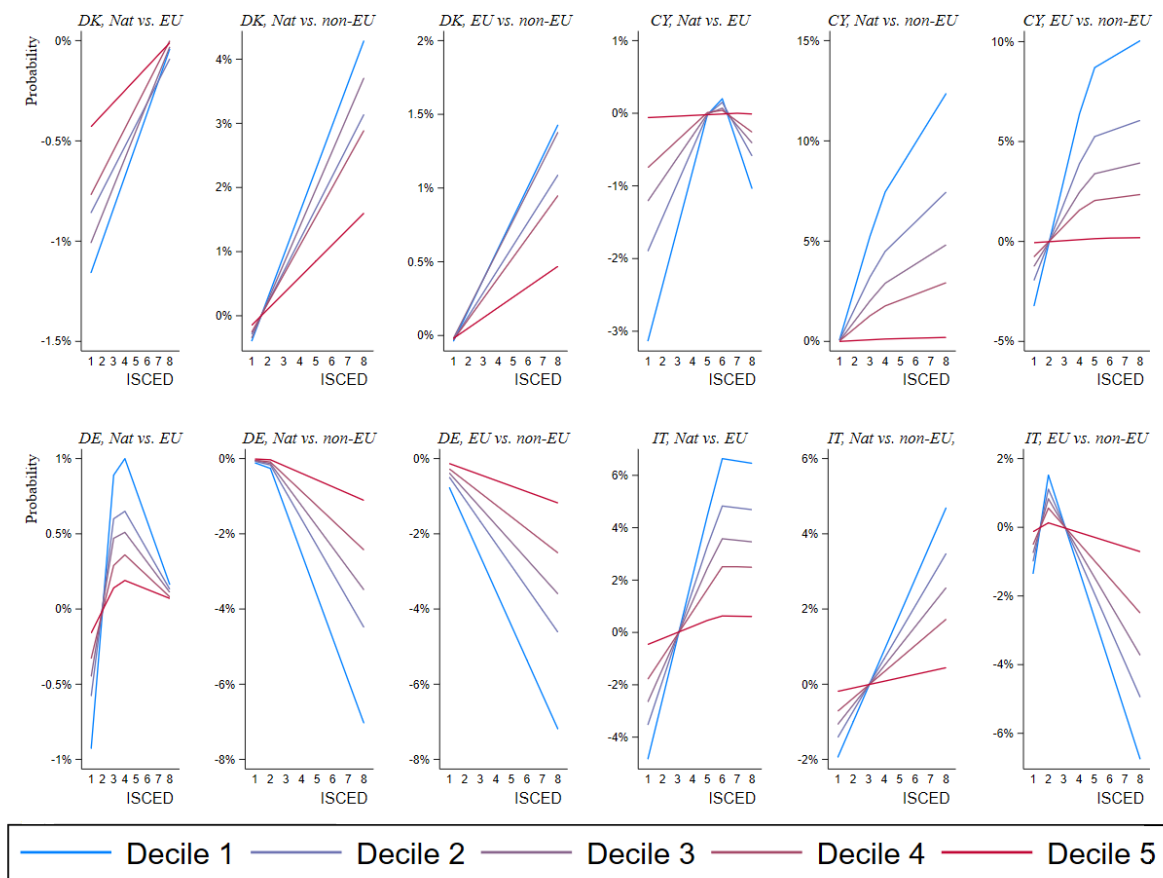 DK, Nat vs. EU
DK, Nat vs. non-EU
DK, EU vs. non-EU
CY, Nat vs. EU
CY, Nat vs. non-EU
CY, EU vs. non-EU
Probability
0%
-0.5%
-1%
-1.5%
4%
3%
2%
1%
0%
2%
1.5%
1%
0.5%
0%
1%
0%
-1%
-2%
-3%
15%
10%
5%
0%
10%
5%
0%
-5%
1 2 3 4 5 6 7 8
1 2 3 4 5 6 7 8
1 2 3 4 5 6 7 8
1 2 3 4 5 6 7 8
1 2 3 4 5 6 7 8
1 2 3 4 5 6 7 8
ISCED
ISCED
ISCED
ISCED
ISCED
ISCED
DE, Nat vs. EU
DE, Nat vs. non-EU
DE, EU vs. non-EU
IT, Nat vs. EU
IT, Nat vs. non-EU,
IT, EU vs. non-EU
Probability
1%
0.5%
0%
-0.5%
-1%
0%
-2%
-4%
-6%
-8%
0%
-2%
-4%
-6%
-8%
6%
4%
2%
0%
-2%
-4%
6%
4%
2%
0%
-2%
2%
0%
-2%
-4%
-6%
1 2 3 4 5 6 7 8
1 2 3 4 5 6 7 8
1 2 3 4 5 6 7 8
1 2 3 4 5 6 7 8
1 2 3 4 5 6 7 8
1 2 3 4 5 6 7 8
ISCED
ISCED
ISCED
ISCED
ISCED
ISCED
Decile 1
Decile 2
Decile 3
Decile 4
Decile 5